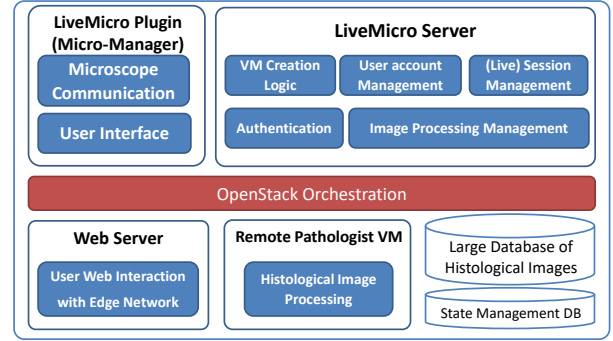 LiveMicro Plugin
(Micro-Manager)
Microscope
Communication
User Interface
LiveMicro Server
VM Creation
Logic
User account
Management
(Live) Session
Management
Authentication
Image Processing Management
OpenStack Orchestration
Web Server
User Web Interaction
with Edge Network
Remote Pathologist VM
Histological Image
Processing
Large Database of
Histological Images
State Management DB